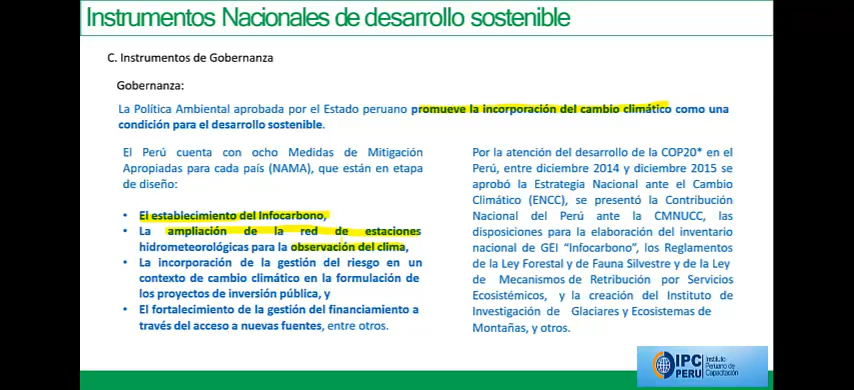 Instrumentos Nacionales de desarrollo sostenible
C. Instrumentos de Gobernanza
Gobernanza:
La Política Ambiental aprobada por el Estado peruano promueve la incorporación del cambio climático como una
condición para el desarrollo sostenible.
El Perú cuenta con ocho Medidas de Mitigación
Apropiadas para cada país (NAMA), que están en etapa
de diseño:
• El establecimiento del Infocarbono,
• La ampliación de la red de estaciones
hidrometeorológicas para la observación del clima,
• La incorporación de la gestión del riesgo en un
contexto de cambio climático en la formulación de
los proyectos de inversión pública, y
• El fortalecimiento de la gestión del financiamiento a
través del acceso a nuevas fuentes, entre otros.
Por la atención del desarrollo de la COP20* en el
Perú, entre diciembre 2014 y diciembre 2015 se
aprobó la Estrategia Nacional ante el Cambio
Climático (ENCC), se presentó la Contribución
Nacional del Perú ante la CMNUCC, las
disposiciones para la elaboración del inventario
nacional de GEI “Infocarbono”, los Reglamentos
de la Ley Forestal y de Fauna Silvestre y de la Ley
de Mecanismos de Retribución por Servicios
Ecosistémicos, y la creación del Instituto de
Investigación de Glaciares y Ecosistemas de
Montañas, y otros.
IPC PERU
Instituto
Peruano de
Capacitación